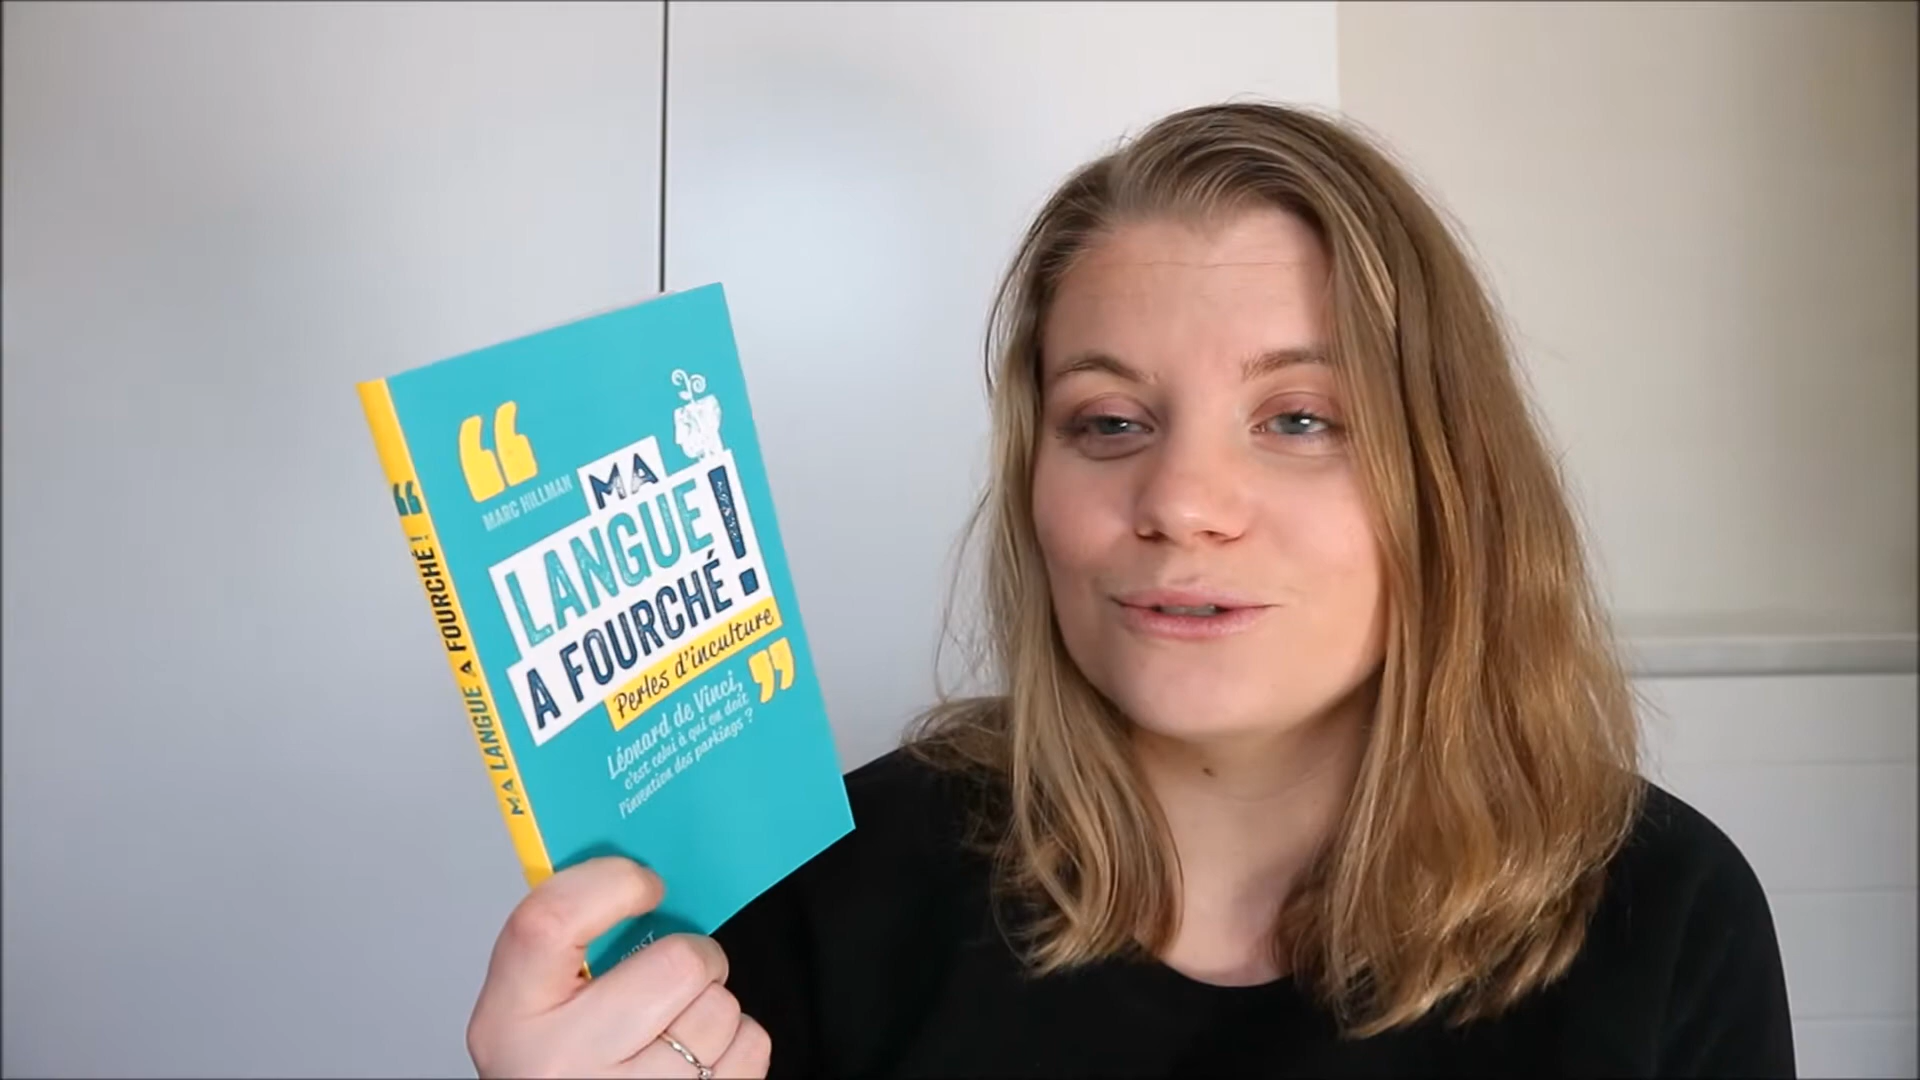 MARC HILLMAN
MA
LANGUE
A FOURCHÉ !
Perles d'inculture
Léonard de Vinci,
c'est celui à qui on doit
l'invention des parkings ?
MA LANGUE A FOURCHÉ !